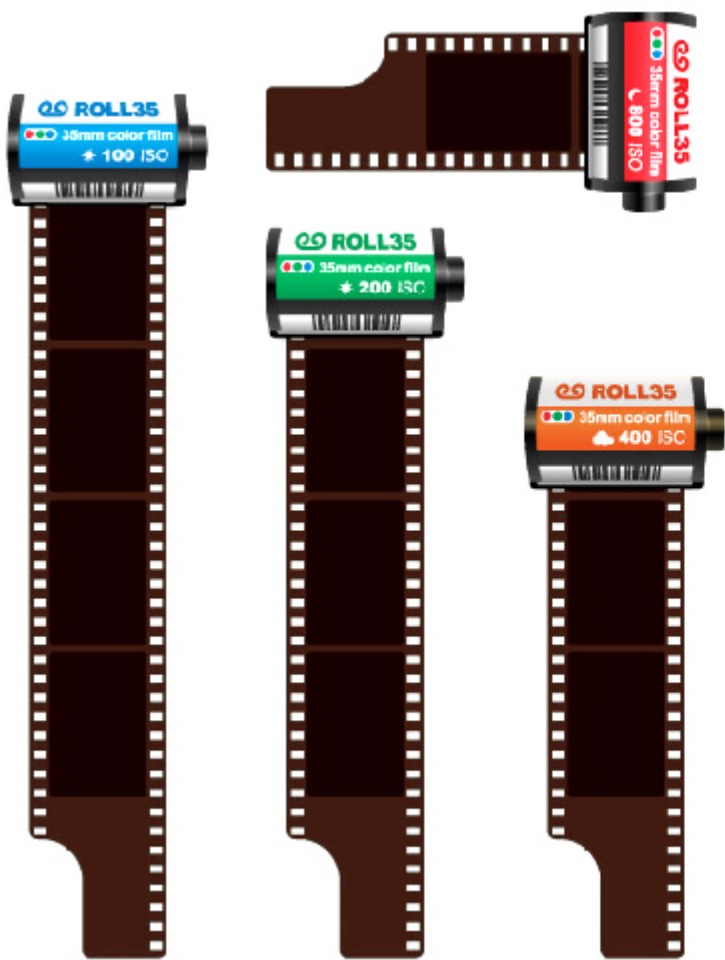 ROLL35
35mm color film
100 ISO
ROLL35
35mm color film
800 ISO
ROLL35
35mm color film
200 ISO
ROLL35
35mm color film
400 ISO